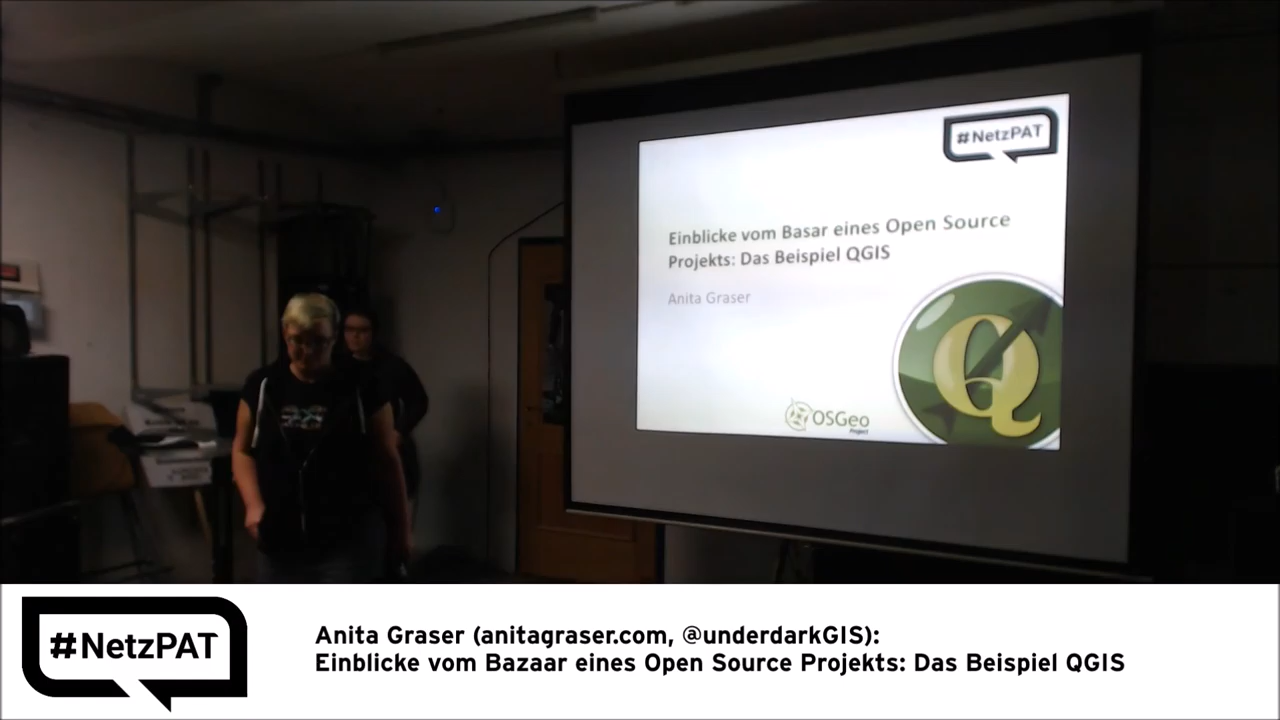 #NetzPAT
Einblicke vom Basar eines Open Source
Projekts: Das Beispiel QGIS
Anita Graser
Q
OSGeo
Project
#NetzPAT
Anita Graser (anitagraser.com, @underdarkGIS):
Einblicke vom Bazaar eines Open Source Projekts: Das Beispiel QGIS